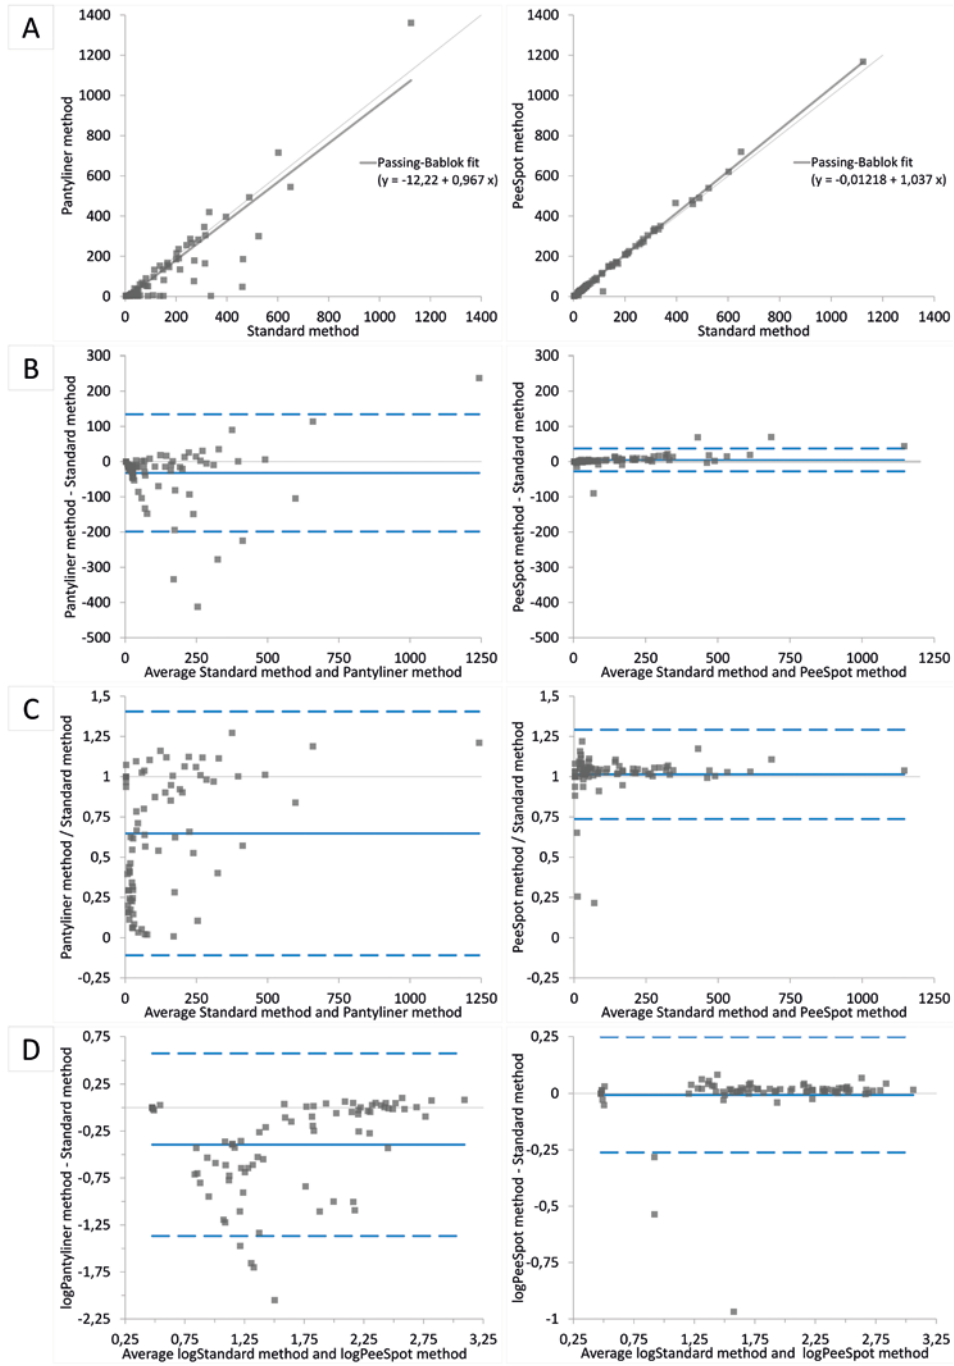 A
Pantyliner method
1400
1200
1000
800
600
400
200
0
Passing-Bablok fit
(y = -12,22 + 0,967 x)
0 200 400 600 800 1000 1200 1400
Standard method
PeeSpot method
1400
1200
1000
800
600
400
200
0
Passing-Bablok fit
(y = -0,01218 + 1,037 x)
0 200 400 600 800 1000 1200 1400
Standard method
B
Pantyliner method - Standard method
300
200
100
0
-100
-200
-300
-400
-500
0 250 500 750 1000 1250
Average Standard method and Pantyliner method
PeeSpot method - Standard method
300
200
100
0
-100
-200
-300
-400
-500
0 250 500 750 1000 1250
Average Standard method and PeeSpot method
C
Pantyliner method / Standard method
1,5
1,25
1
0,75
0,5
0,25
0
-0,25
0 250 500 750 1000 1250
Average Standard method and Pantyliner method
PeeSpot method / Standard method
1,5
1,25
1
0,75
0,5
0,25
0
-0,25
0 250 500 750 1000 1250
Average Standard method and PeeSpot method
D
logPantyliner method - Standard method
0,75
0,25
-0,25
-0,75
-1,25
-1,75
-2,25
0,25 0,75 1,25 1,75 2,25 2,75 3,25
Average logStandard method and logPeeSpot method
logPeeSpot method - Standard method
0,25
0
-0,25
-0,5
-0,75
-1
0,25 0,75 1,25 1,75 2,25 2,75 3,25
Average logStandard method and logPeeSpot method